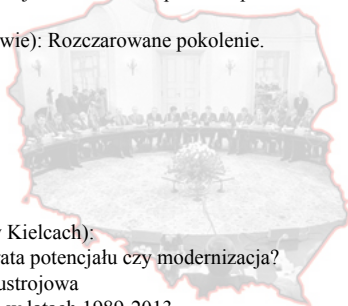 wie): Rozczarowane pokolenie.
Kielcach):
ata potencjału czy modernizacja?
ustrojowa
w latach 1989-2013